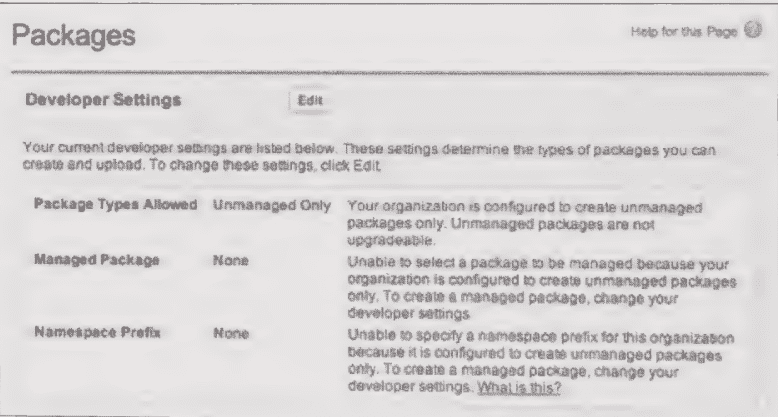 Packages
Help for this Page ?
Developer Settings
Edit
Your current developer settings are listed below. These settings determine the types of packages you can
create and upload. To change these settings, click Edit.
Package Types Allowed Unmanaged Only Your organization is configured to create unmanaged
packages only. Unmanaged packages are not
upgradeable.
Managed Package None Unable to select a package to be managed because your
organization is configured to create unmanaged packages
only. To create a managed package, change your
developer settings
Namespace Prefix None Unable to specify a namespace prefix for this organization
because it is configured to create unmanaged packages
only. To create a managed package, change your
developer settings. What is this?